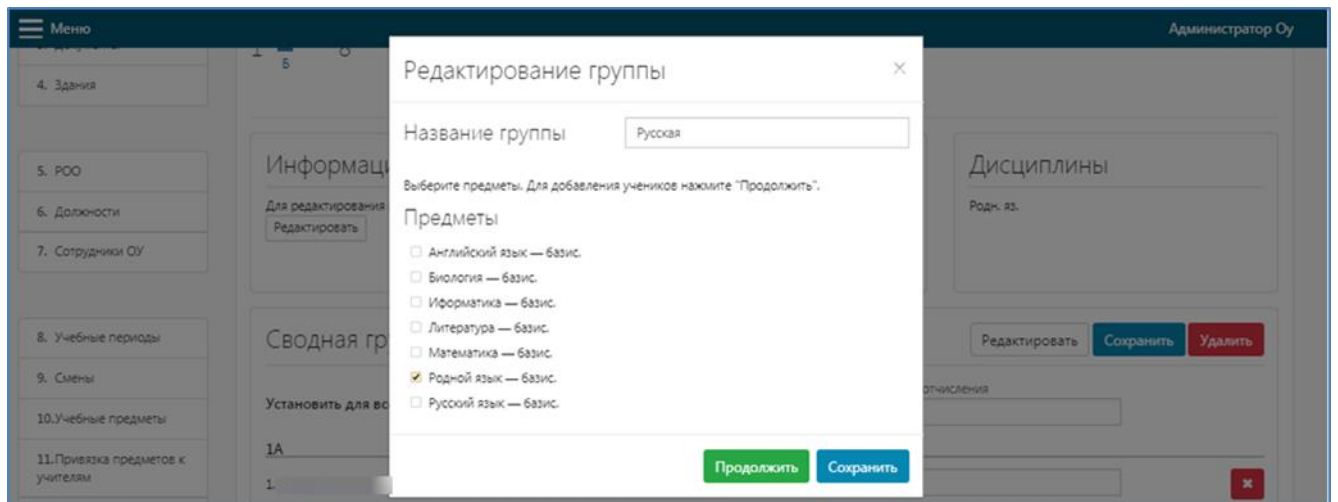 Меню
Администратор Оу
Б
4. Здания
5. РОО
6. Должности
7. Сотрудники ОУ
8. Учебные периоды
9. Смены
10.Учебные предметы
11.Привязка предметов к
учителям
Информаци
Для редактирования
Редактировать
Сводная гр
Установить для вс
1А
1.
Редактирование группы
×
Название группы
Русская
Выберите предметы. Для добавления учеников нажмите "Продолжить".
Предметы
Английский язык — базис.
Биология — базис.
Иформатика — базис.
Литература — базис.
Математика — базис.
Родной язык — базис.
Русский язык — базис.
Продолжить
Сохранить
Дисциплины
Родн. яз.
Редактировать
Сохранить
Удалить
отчисления